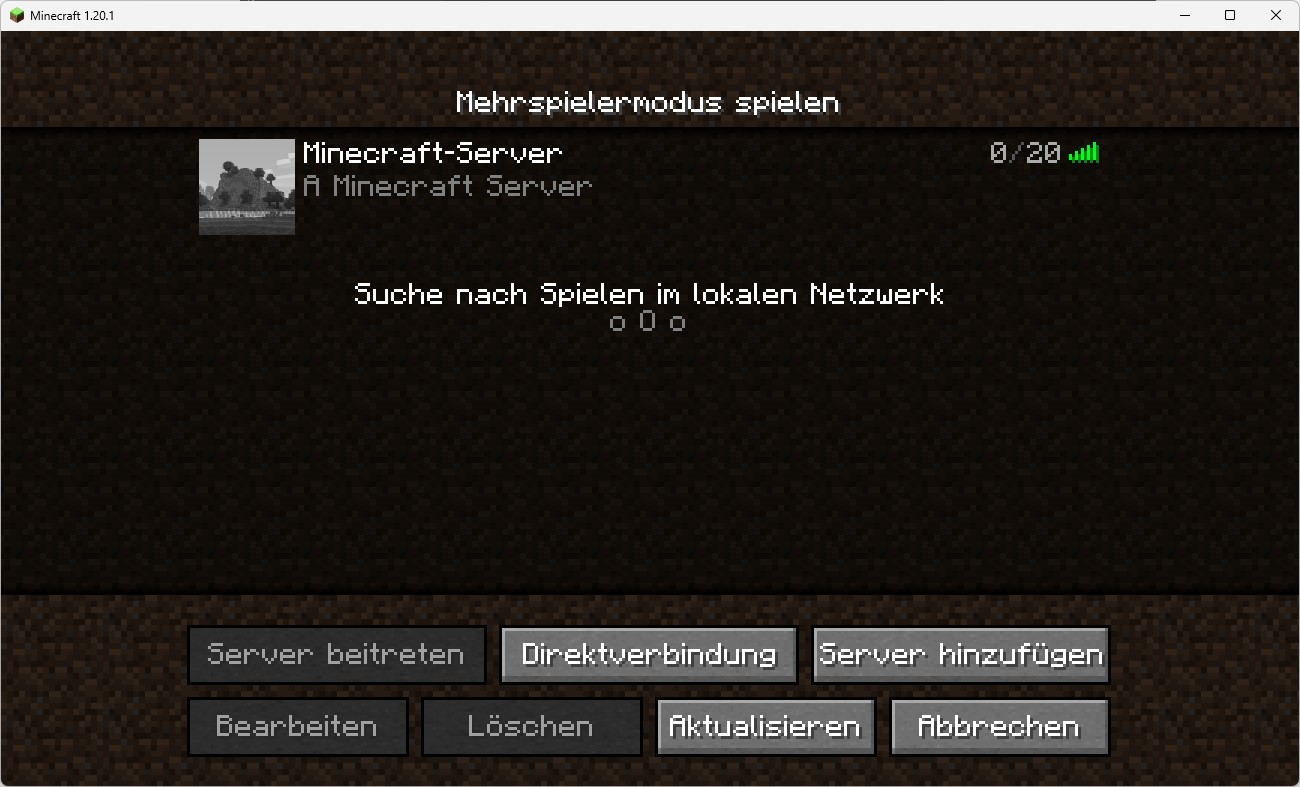 Minecraft 1.20.1
Mehrspielermodus spielen
Minecraft-Server 0/20
A Minecraft Server
Suche nach Spielen im lokalen Netzwerk
o O o
Server beitreten Direktverbindung Server hinzufügen
Bearbeiten Löschen Aktualisieren Abbrechen